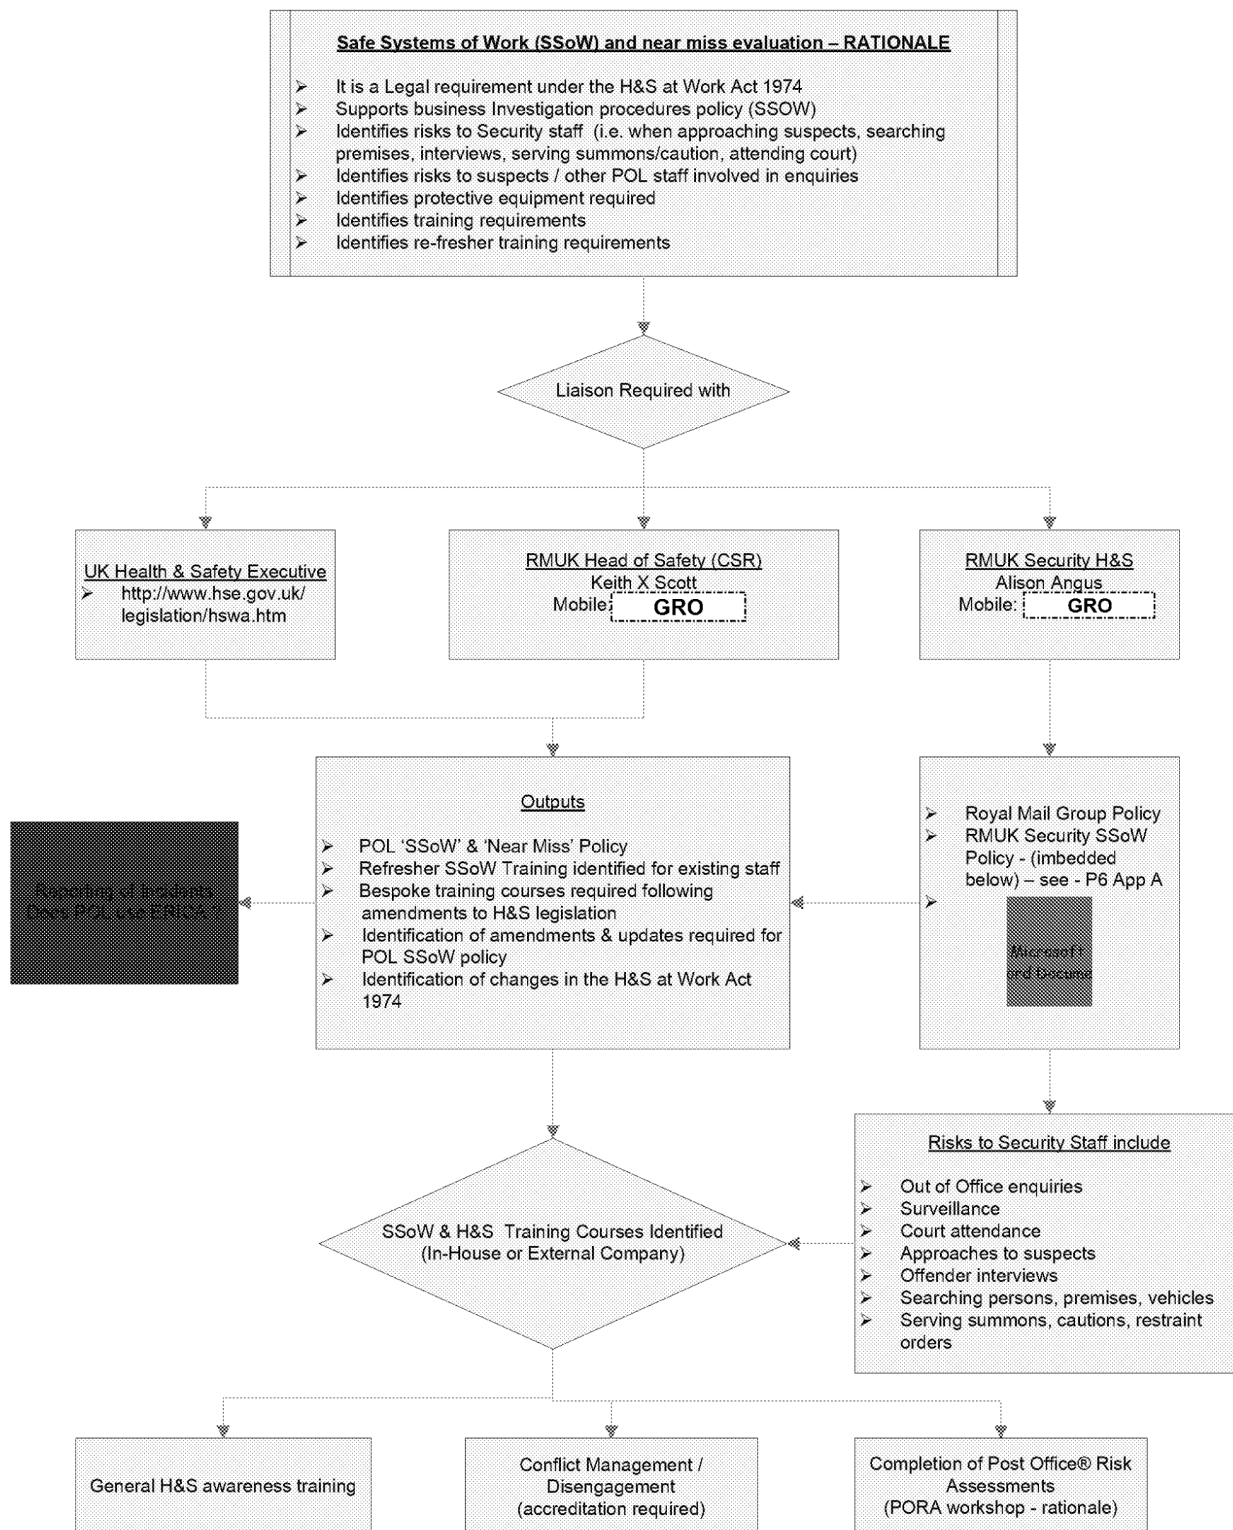 Safe Systems of Work (SSoW) and near miss evaluation – RATIONALE
➢ It is a Legal requirement under the H&S at Work Act 1974
➢ Supports business Investigation procedures policy (SSOW)
➢ Identifies risks to Security staff (i.e. when approaching suspects, searching
premises, interviews, serving summons/caution, attending court)
➢ Identifies risks to suspects / other POL staff involved in enquiries
➢ Identifies protective equipment required
➢ Identifies training requirements
➢ Identifies re-fresher training requirements
Liaison Required with
UK Health & Safety Executive
➢ http://www.hse.gov.uk/
legislation/hswa.htm
RMUK Head of Safety (CSR)
Keith X Scott
Mobile: GRO
RMUK Security H&S
Alison Angus
Mobile: GRO
Reporting of Incidents
Does POL use ERICA ?
Outputs
➢ POL ‘SSoW’ & ‘Near Miss’ Policy
➢ Refresher SSoW Training identified for existing staff
➢ Bespoke training courses required following
amendments to H&S legislation
➢ Identification of amendments & updates required for
POL SSoW policy
➢ Identification of changes in the H&S at Work Act
1974
➢ Royal Mail Group Policy
➢ RMUK Security SSoW
Policy - (imbedded
below) – see - P6 App A
➢
Microsoft
ord Docume
SSoW & H&S Training Courses Identified
(In-House or External Company)
Risks to Security Staff include
➢ Out of Office enquiries
➢ Surveillance
➢ Court attendance
➢ Approaches to suspects
➢ Offender interviews
➢ Searching persons, premises, vehicles
➢ Serving summons, cautions, restraint
orders
General H&S awareness training
Conflict Management /
Disengagement
(accreditation required)
Completion of Post Office® Risk
Assessments
(PORA workshop - rationale)